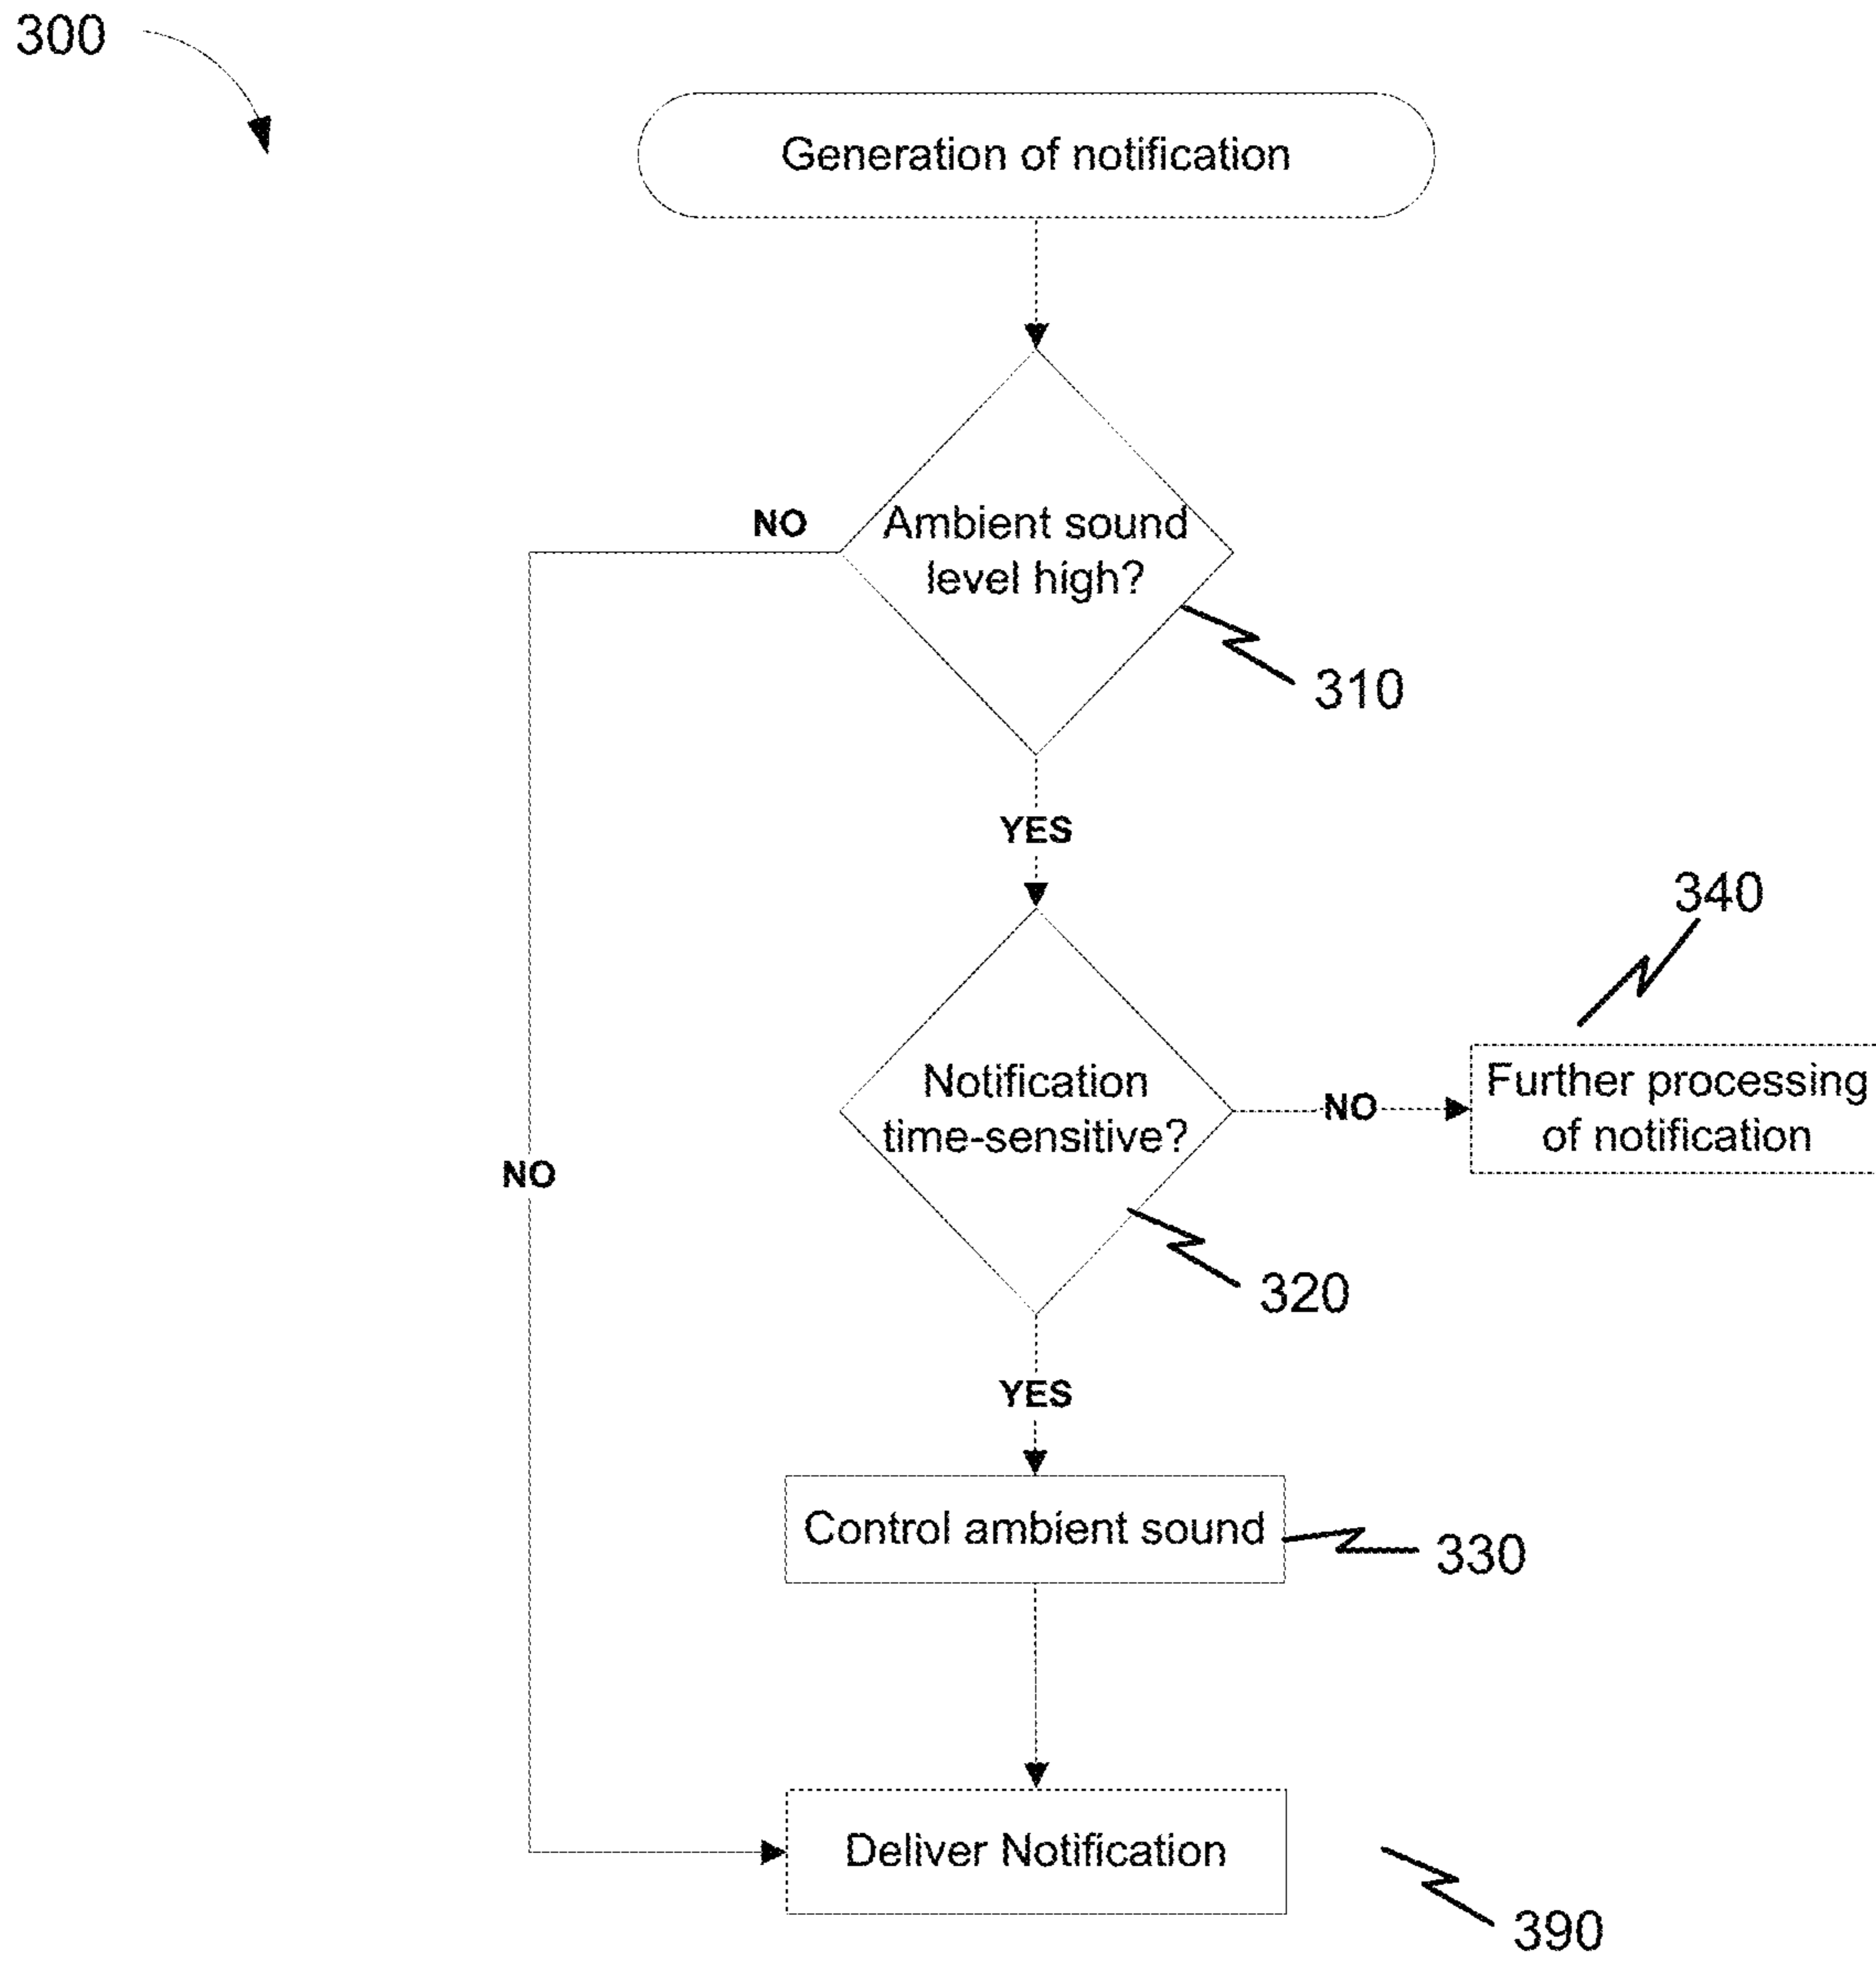 300
Generation of notification
NO
Ambient sound
level high?
310
YES
340
Notification
time-sensitive?
NO
Further processing
of notification
NO
320
YES
Control ambient sound
330
Deliver Notification
390